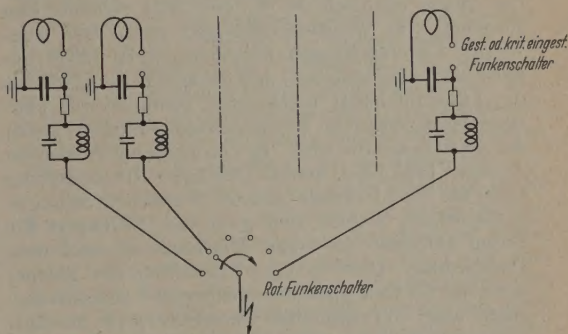 Gest. od. krit. eingest.
Funkenschalter
Rot. Funkenschalter